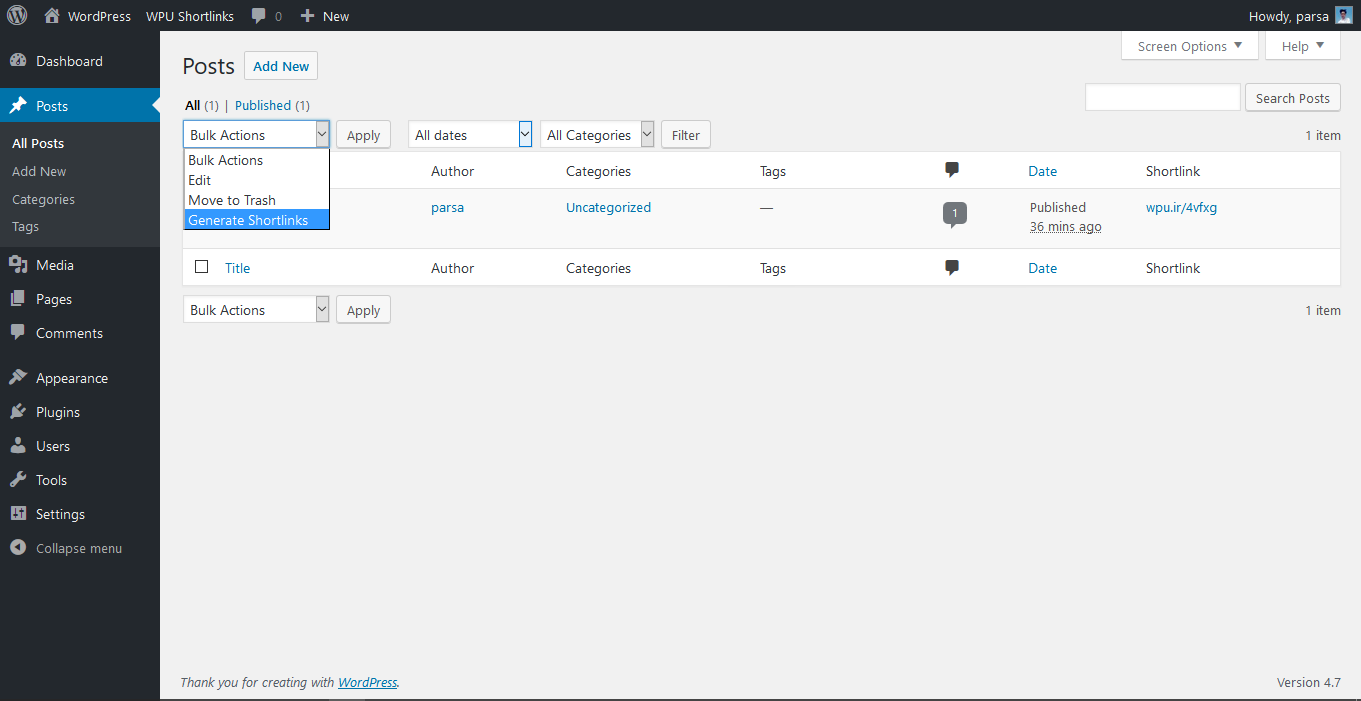 WordPress WPU Shortlinks 0 New Howdy, parsa
Screen Options Help
Dashboard
Posts
All Posts
Add New
Categories
Tags
Media
Pages
Comments
Appearance
Plugins
Users
Tools
Settings
Collapse menu
Posts Add New
All (1) | Published (1)
Search Posts
Bulk Actions Apply All dates All Categories Filter 1 item
Bulk Actions
Edit
Move to Trash
Generate Shortlinks
Author Categories Tags Date Shortlink
parsa Uncategorized — 1 Published wpu.ir/4vfxg
36 mins ago
Title Author Categories Tags Date Shortlink
Bulk Actions Apply 1 item
Thank you for creating with WordPress. Version 4.7